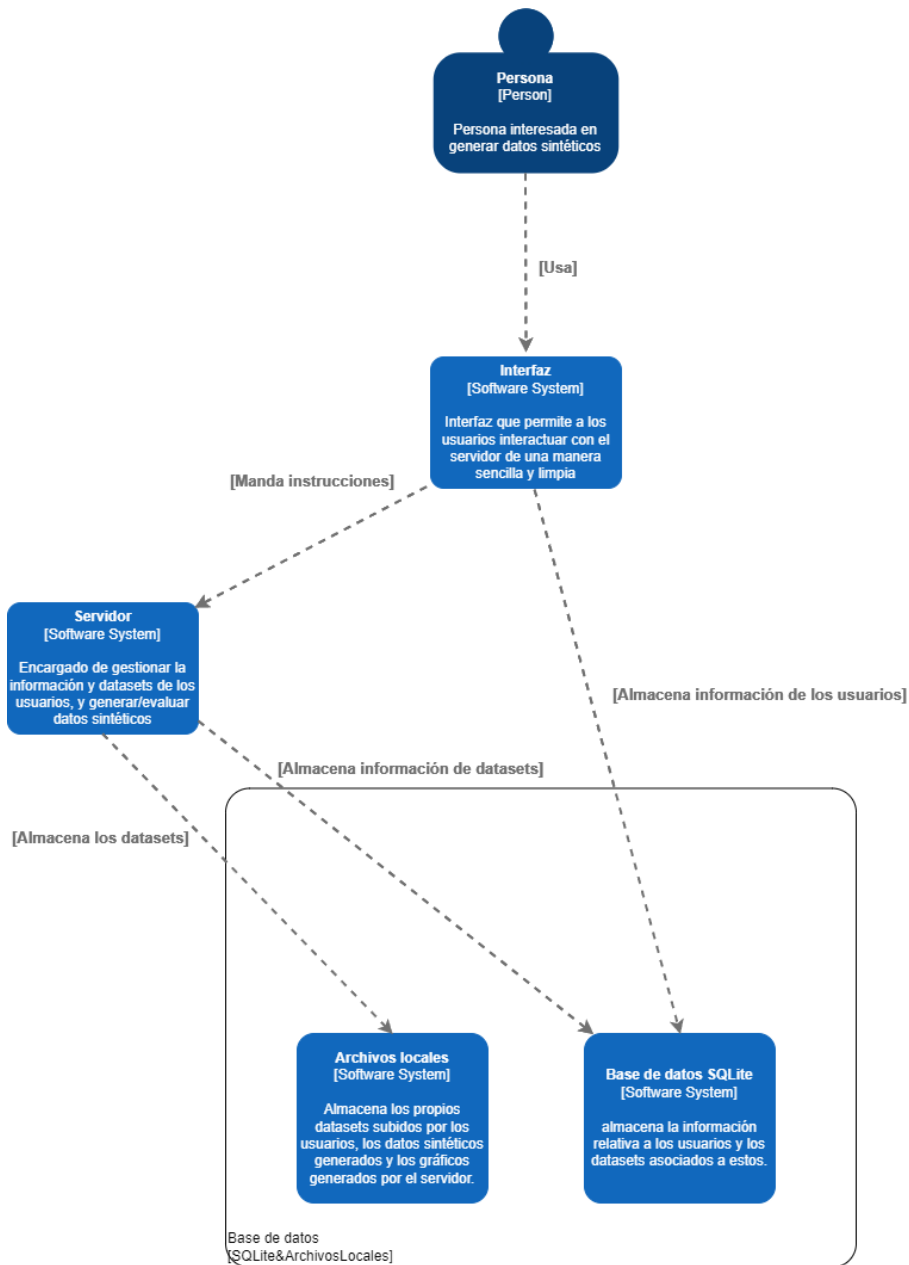 Persona
[Person]
Persona interesada en
generar datos sintéticos
[Usa]
Interfaz
[Software System]
Interfaz que permite a los
usuarios interactuar con el
servidor de una manera
sencilla y limpia
[Manda instrucciones]
Servidor
[Software System]
Encargado de gestionar la
información y datasets de los
usuarios, y generar/evaluar
datos sintéticos
[Almacena información de los usuarios]
[Almacena información de datasets]
[Almacena los datasets]
Archivos locales
[Software System]
Almacena los propios
datasets subidos por los
usuarios, los datos sintéticos
generados y los gráficos
generados por el servidor.
Base de datos SQLite
[Software System]
almacena la información
relativa a los usuarios y los
datasets asociados a estos.
Base de datos
[SQLite&ArchivosLocales]